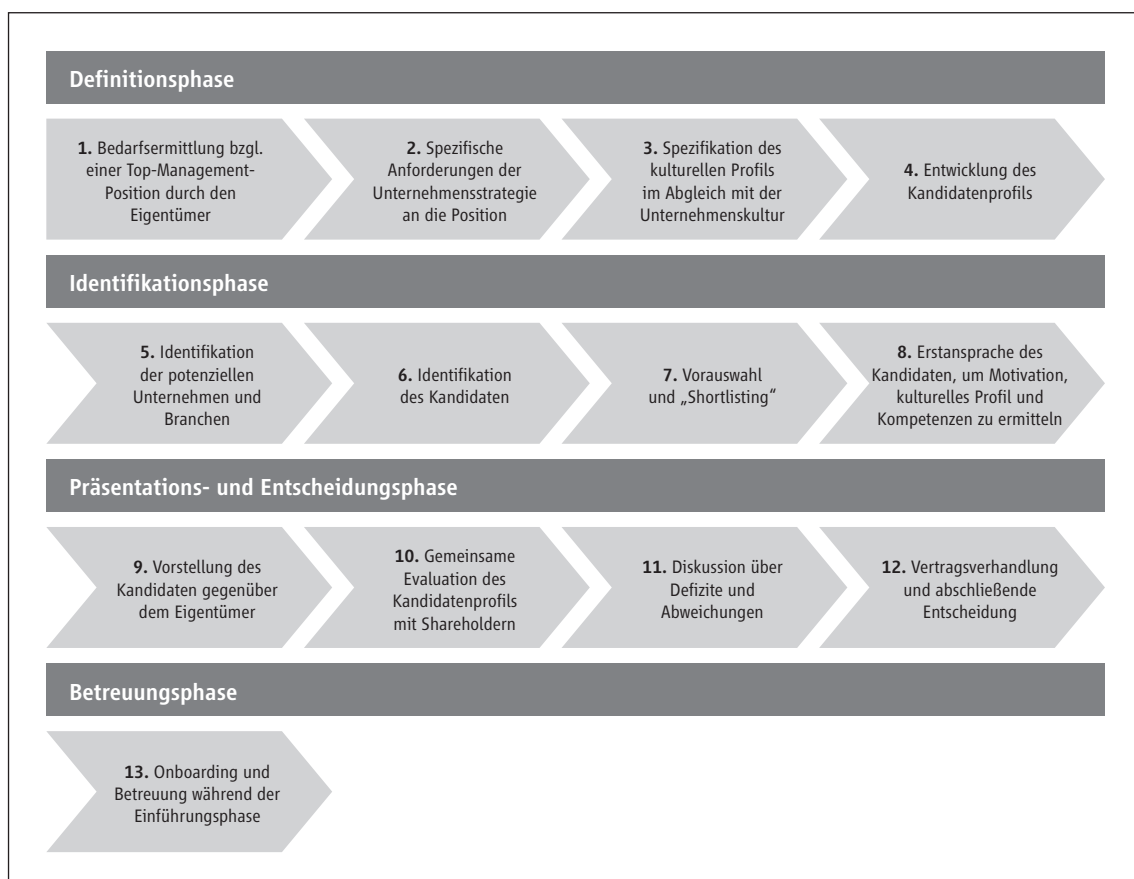 Definitionsphase
1. Bedarfsermittlung bzgl.
einer Top-Management-
Position durch den
Eigentümer
2. Spezifische
Anforderungen der
Unternehmensstrategie
an die Position
3. Spezifikation des
kulturellen Profils
im Abgleich mit der
Unternehmenskultur
4. Entwicklung des
Kandidatenprofils
Identifikationsphase
5. Identifikation
der potenziellen
Unternehmen und
Branchen
6. Identifikation
des Kandidaten
7. Vorauswahl
und „Shortlisting“
8. Erstansprache des
Kandidaten, um Motivation,
kulturelles Profil und
Kompetenzen zu ermitteln
Präsentations- und Entscheidungsphase
9. Vorstellung des
Kandidaten gegenüber
dem Eigentümer
10. Gemeinsame
Evaluation des
Kandidatenprofils
mit Shareholdern
11. Diskussion über
Defizite und
Abweichungen
12. Vertragsverhandlung
und abschließende
Entscheidung
Betreuungsphase
13. Onboarding und
Betreuung während der
Einführungsphase